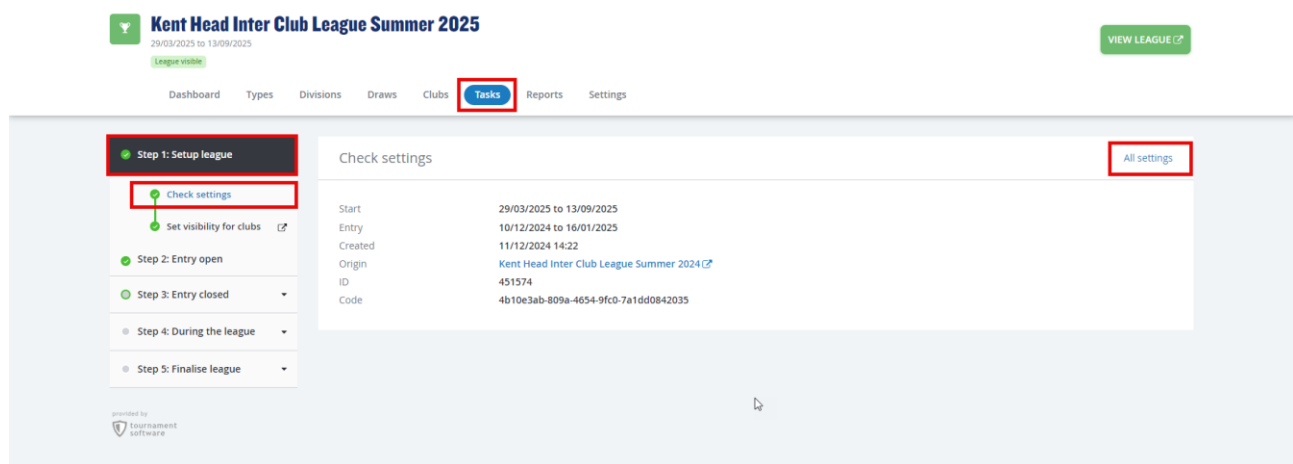 Kent Head Inter Club League Summer 2025
29/03/2025 to 13/09/2025
League visible
VIEW LEAGUE
Dashboard Types Divisions Draws Clubs Tasks Reports Settings
Step 1: Setup league
Check settings
Set visibility for clubs
Step 2: Entry open
Step 3: Entry closed
Step 4: During the league
Step 5: Finalise league
provided by
tournament
software
Check settings
All settings
Start 29/03/2025 to 13/09/2025
Entry 10/12/2024 to 16/01/2025
Created 11/12/2024 14:22
Origin Kent Head Inter Club League Summer 2024
ID 451574
Code 4b10e3ab-809a-4654-9fc0-7a1dd0842035